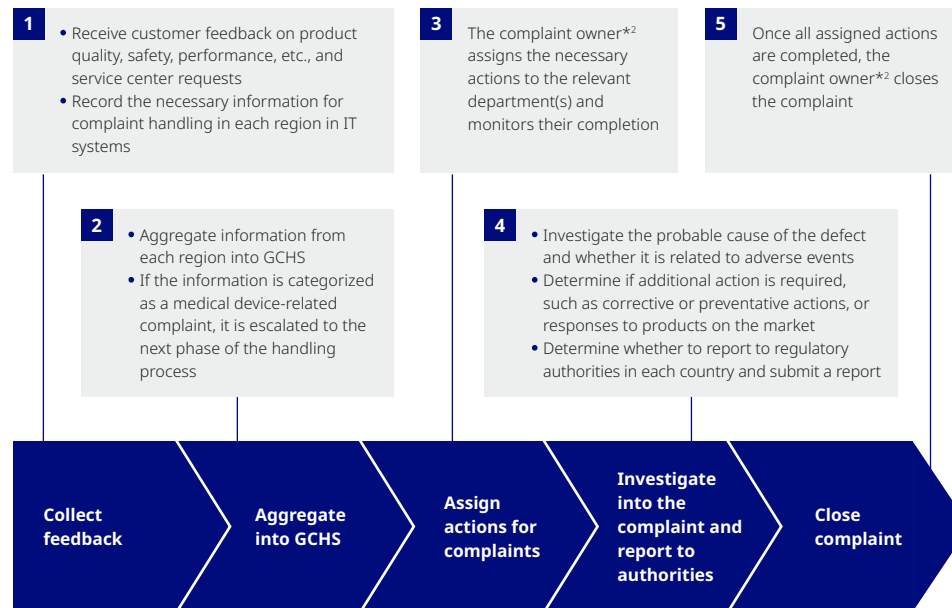 1
• Receive customer feedback on product
quality, safety, performance, etc., and
service center requests
• Record the necessary information for
complaint handling in each region in IT
systems
2
• Aggregate information from
each region into GCHS
• If the information is categorized
as a medical device-related
complaint, it is escalated to the
next phase of the handling
process
3
The complaint owner*2
assigns the necessary
actions to the relevant
department(s) and
monitors their completion
4
• Investigate the probable cause of the defect
and whether it is related to adverse events
• Determine if additional action is required,
such as corrective or preventative actions, or
responses to products on the market
• Determine whether to report to regulatory
authorities in each country and submit a report
5
Once all assigned actions
are completed, the
complaint owner*2 closes
the complaint
Collect
feedback
Aggregate
into GCHS
Assign
actions for
complaints
Investigate
into the
complaint and
report to
authorities
Close
complaint